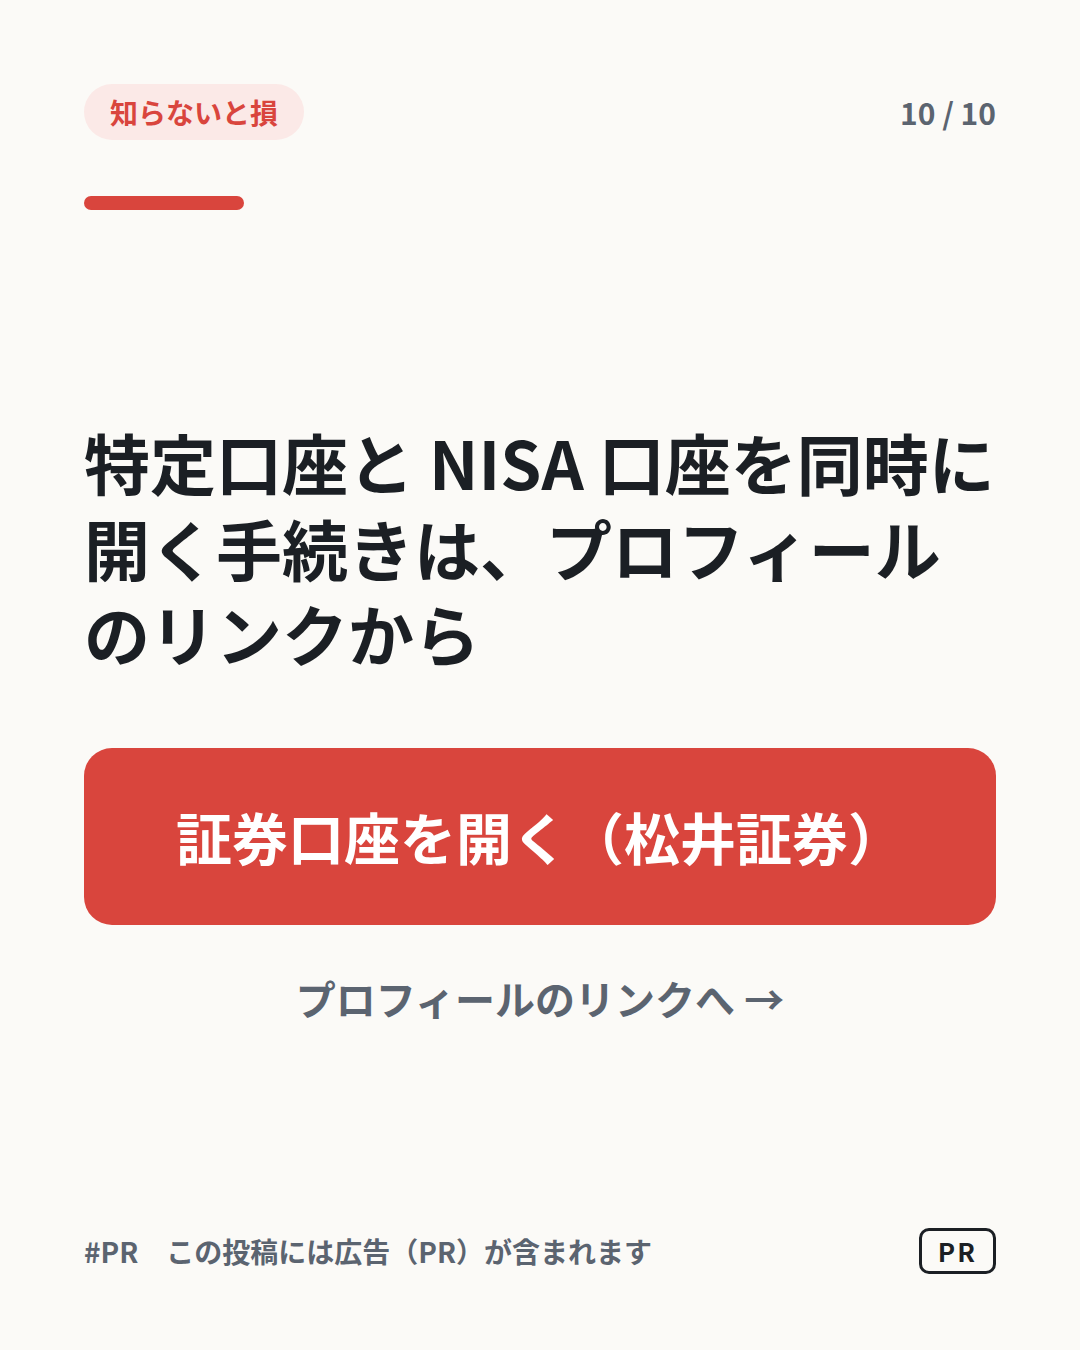 知らないと損
10 / 10
特定口座と NISA 口座を同時に
開く手続きは、プロフィール
のリンクから
証券口座を開く（松井証券）
プロフィールのリンクへ →
#PR　この投稿には広告（PR）が含まれます
PR